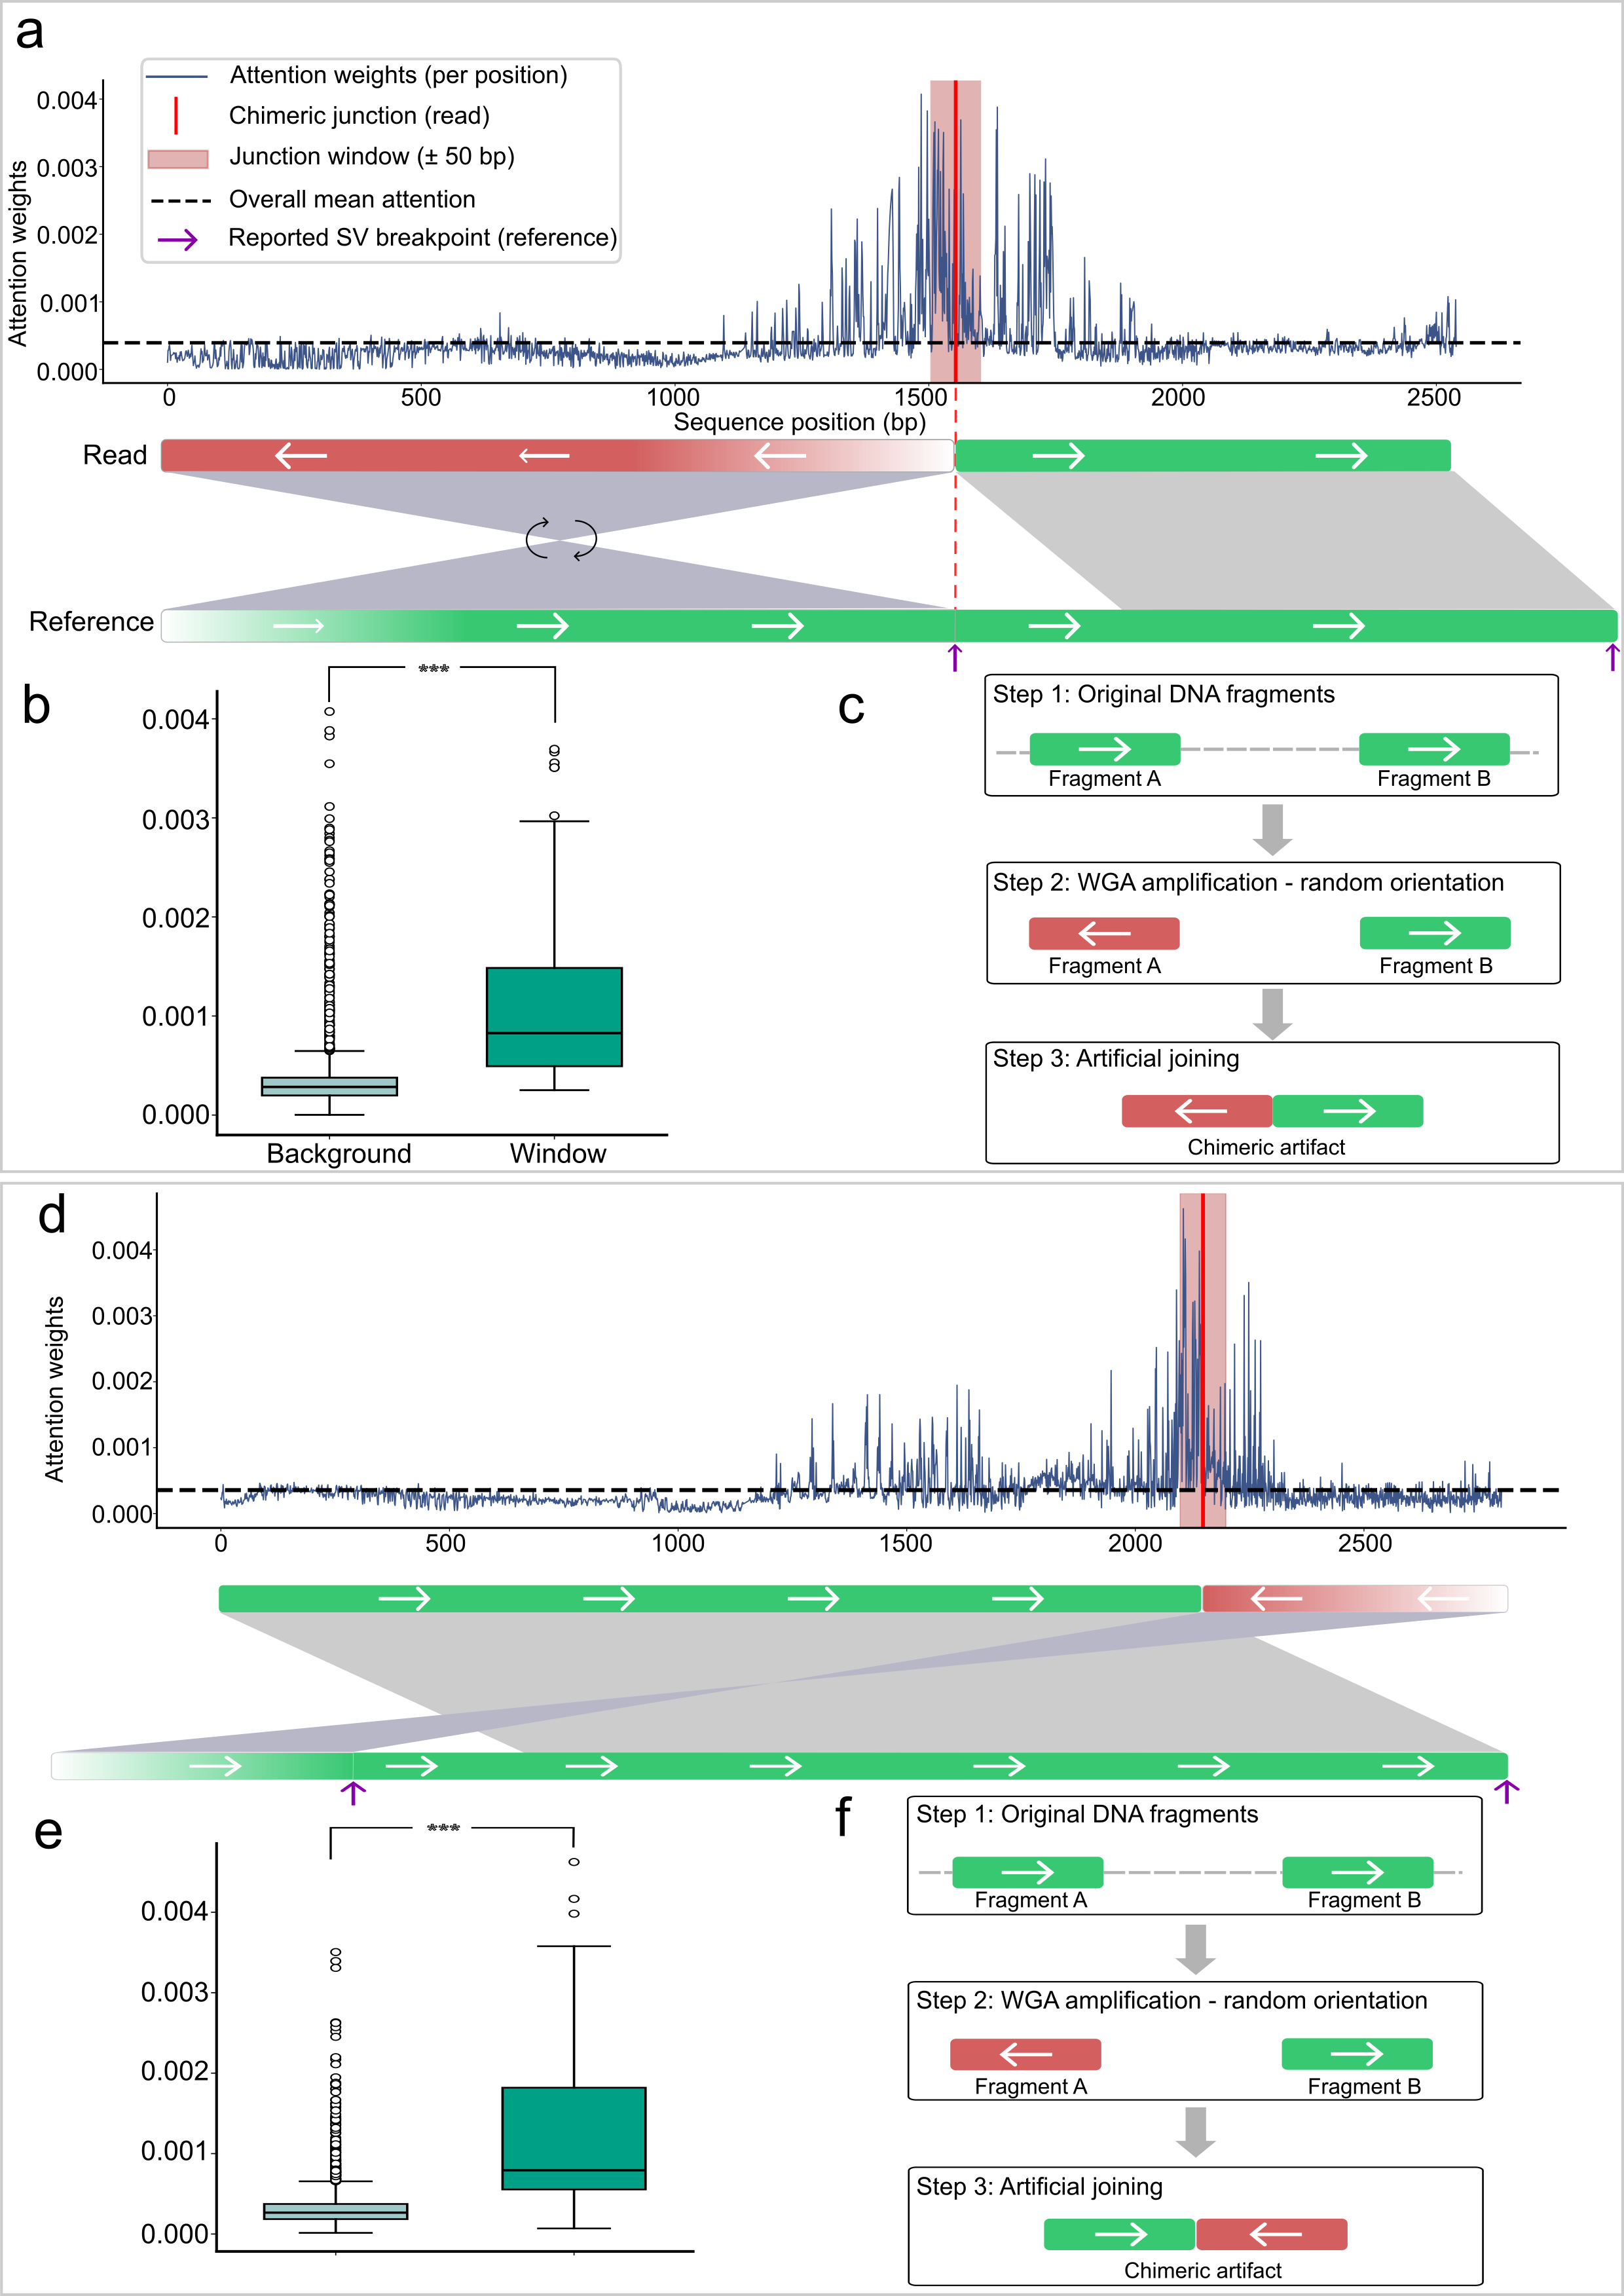 a
Attention weights (per position)
Chimeric junction (read)
Junction window (± 50 bp)
Overall mean attention
Reported SV breakpoint (reference)
Attention weights
0.004
0.003
0.002
0.001
0.000
0 500 1000 1500 2000 2500
Sequence position (bp)
Read
Reference
b
***
0.004
0.003
0.002
0.001
0.000
Background Window
c
Step 1: Original DNA fragments
Fragment A Fragment B
Step 2: WGA amplification - random orientation
Fragment A Fragment B
Step 3: Artificial joining
Chimeric artifact
d
Attention weights
0.004
0.003
0.002
0.001
0.000
0 500 1000 1500 2000 2500
e
***
0.004
0.003
0.002
0.001
0.000
f
Step 1: Original DNA fragments
Fragment A Fragment B
Step 2: WGA amplification - random orientation
Fragment A Fragment B
Step 3: Artificial joining
Chimeric artifact